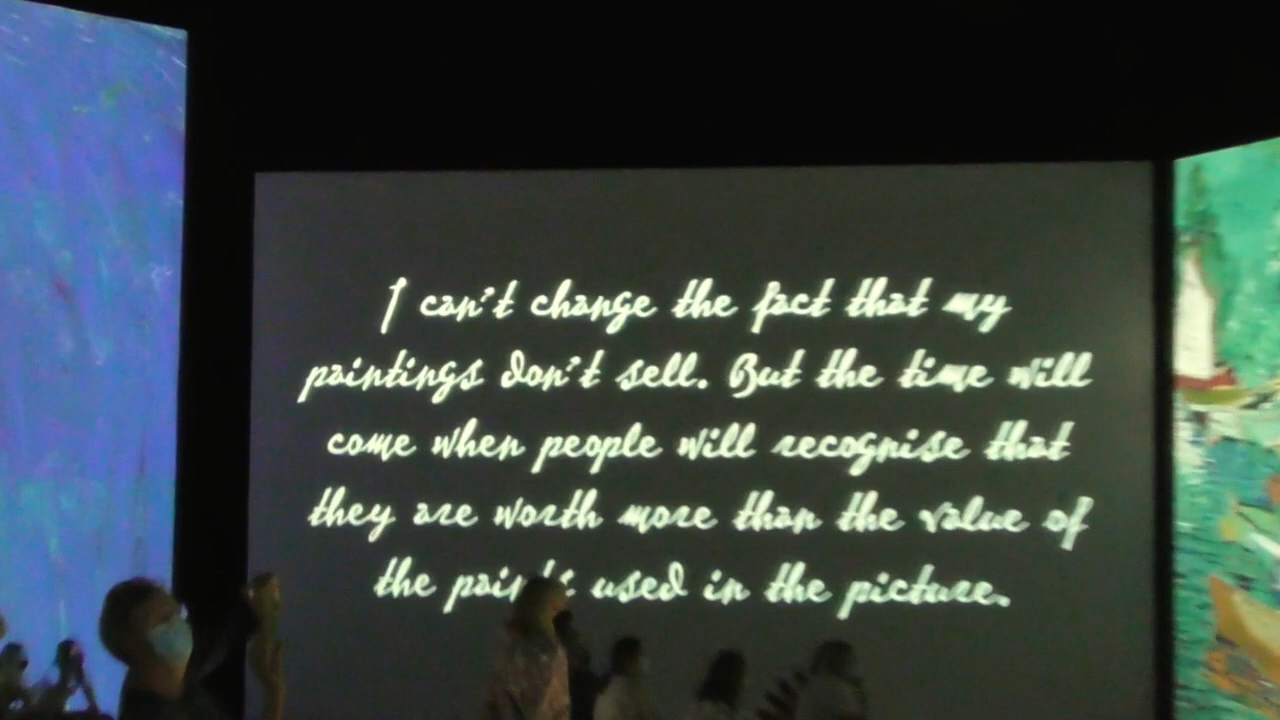 I can't change the fact that my
paintings don't sell. But the time will
come when people will recognise that
they are worth more than the value of
the paints used in the picture.